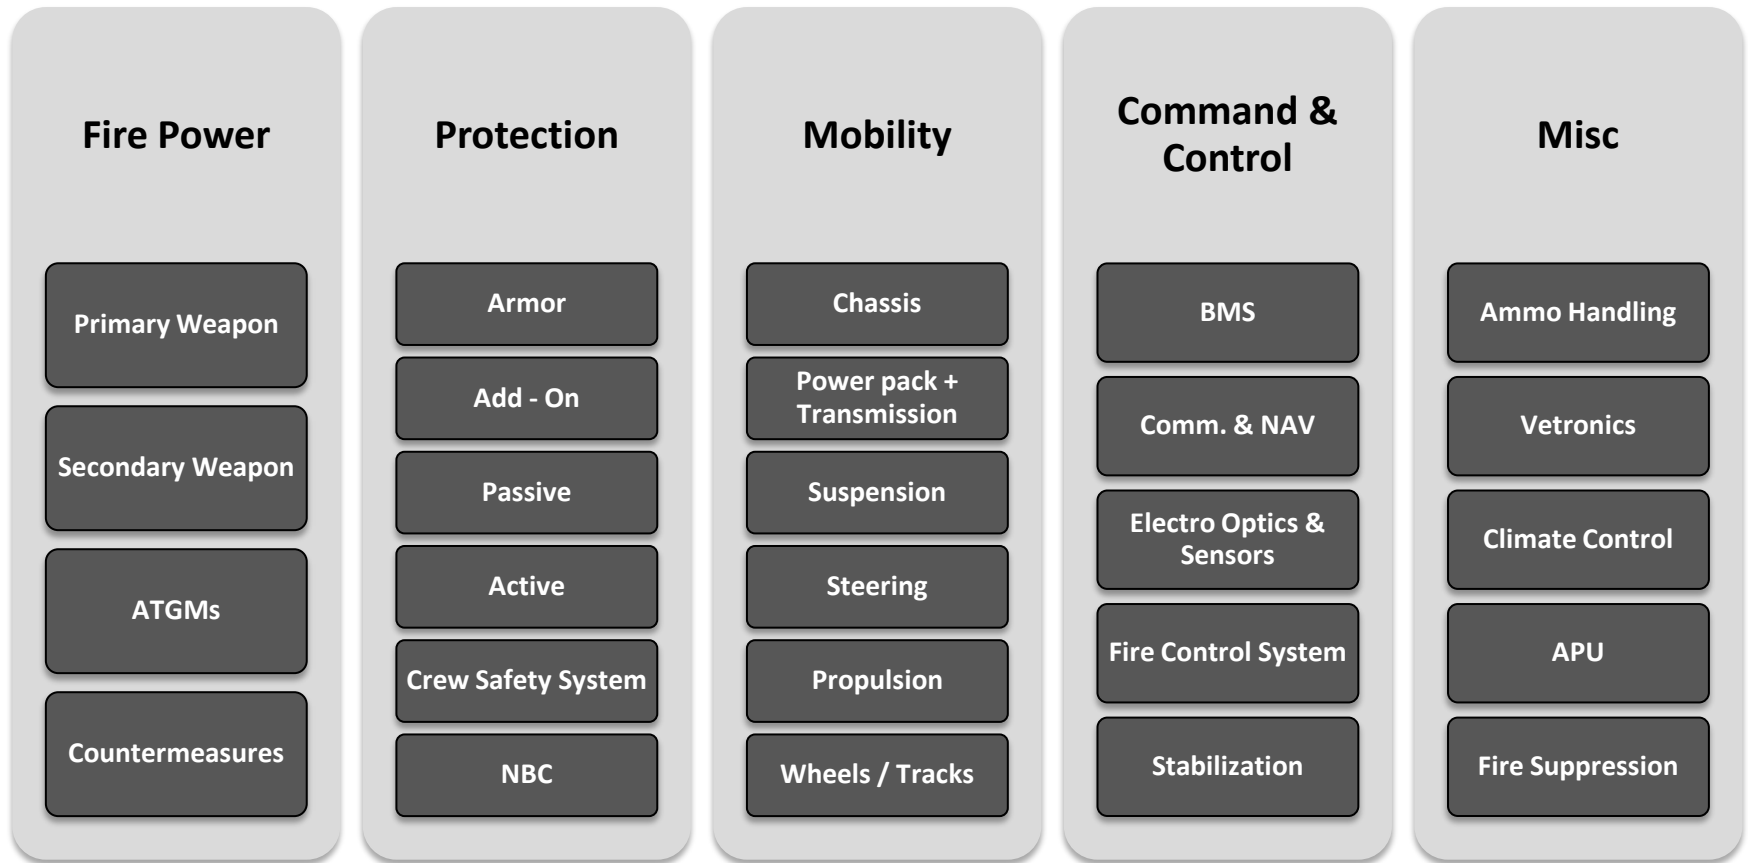 Fire Power
Primary Weapon
Secondary Weapon
ATGMs
Countermeasures
Protection
Armor
Add - On
Passive
Active
Crew Safety System
NBC
Mobility
Chassis
Power pack +
Transmission
Suspension
Steering
Propulsion
Wheels / Tracks
Command &
Control
BMS
Comm. & NAV
Electro Optics &
Sensors
Fire Control System
Stabilization
Misc
Ammo Handling
Vetronics
Climate Control
APU
Fire Suppression